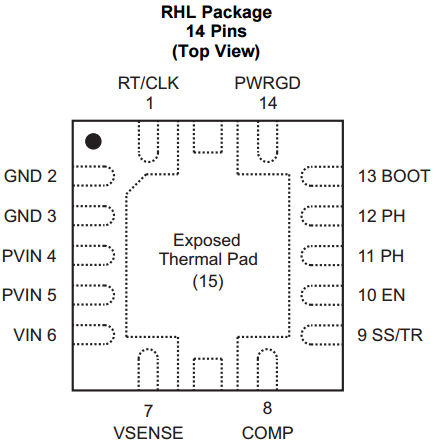 RHL Package
14 Pins
(Top View)
RT/CLK
1
PWRGD
14
GND 2
GND 3
PVIN 4
PVIN 5
VIN 6
Exposed
Thermal Pad
(15)
13 BOOT
12 PH
11 PH
10 EN
9 SS/TR
7
VSENSE
8
COMP